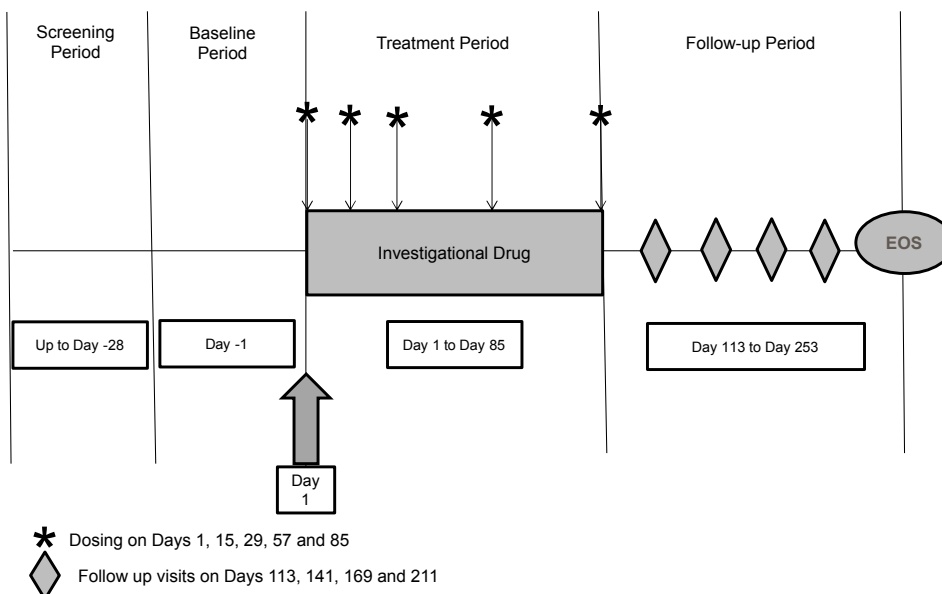 Screening
Period
Baseline
Period
Treatment Period
Follow-up Period
* * * * *
Investigational Drug
EOS
Up to Day -28
Day -1
Day 1 to Day 85
Day 113 to Day 253
Day
1
* Dosing on Days 1, 15, 29, 57 and 85
Follow up visits on Days 113, 141, 169 and 211